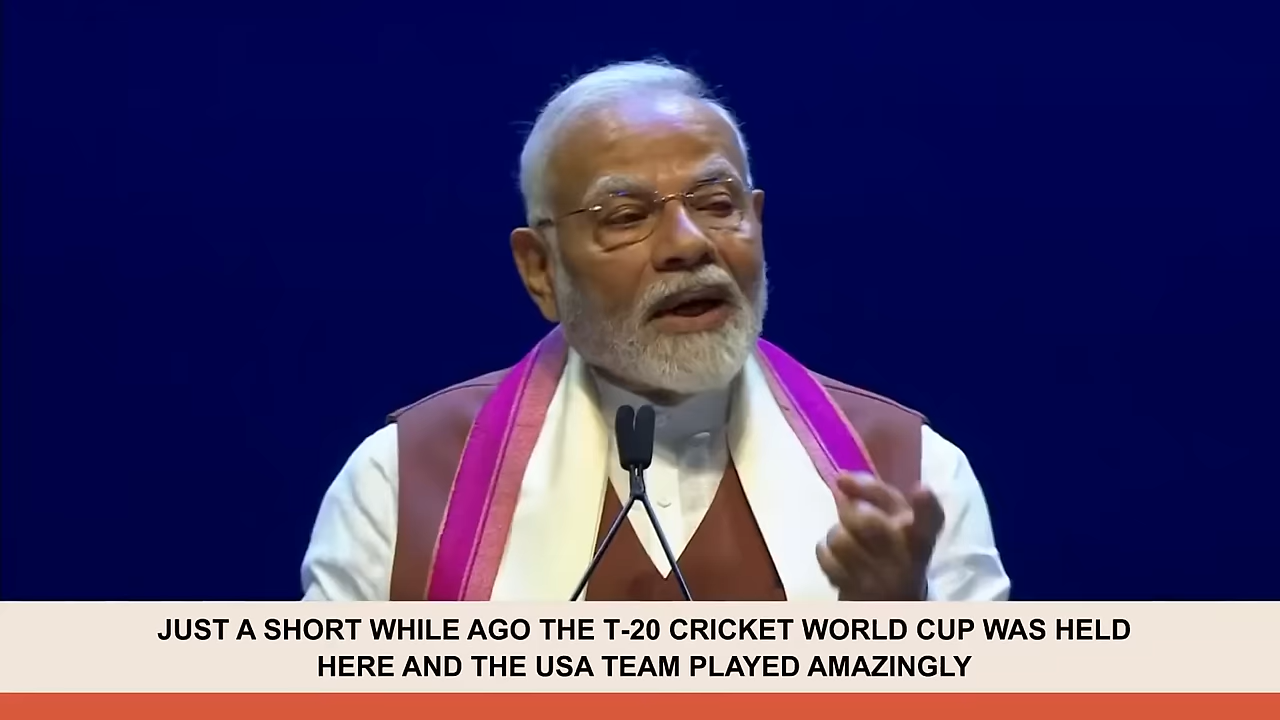 JUST A SHORT WHILE AGO THE T-20 CRICKET WORLD CUP WAS HELD
HERE AND THE USA TEAM PLAYED AMAZINGLY